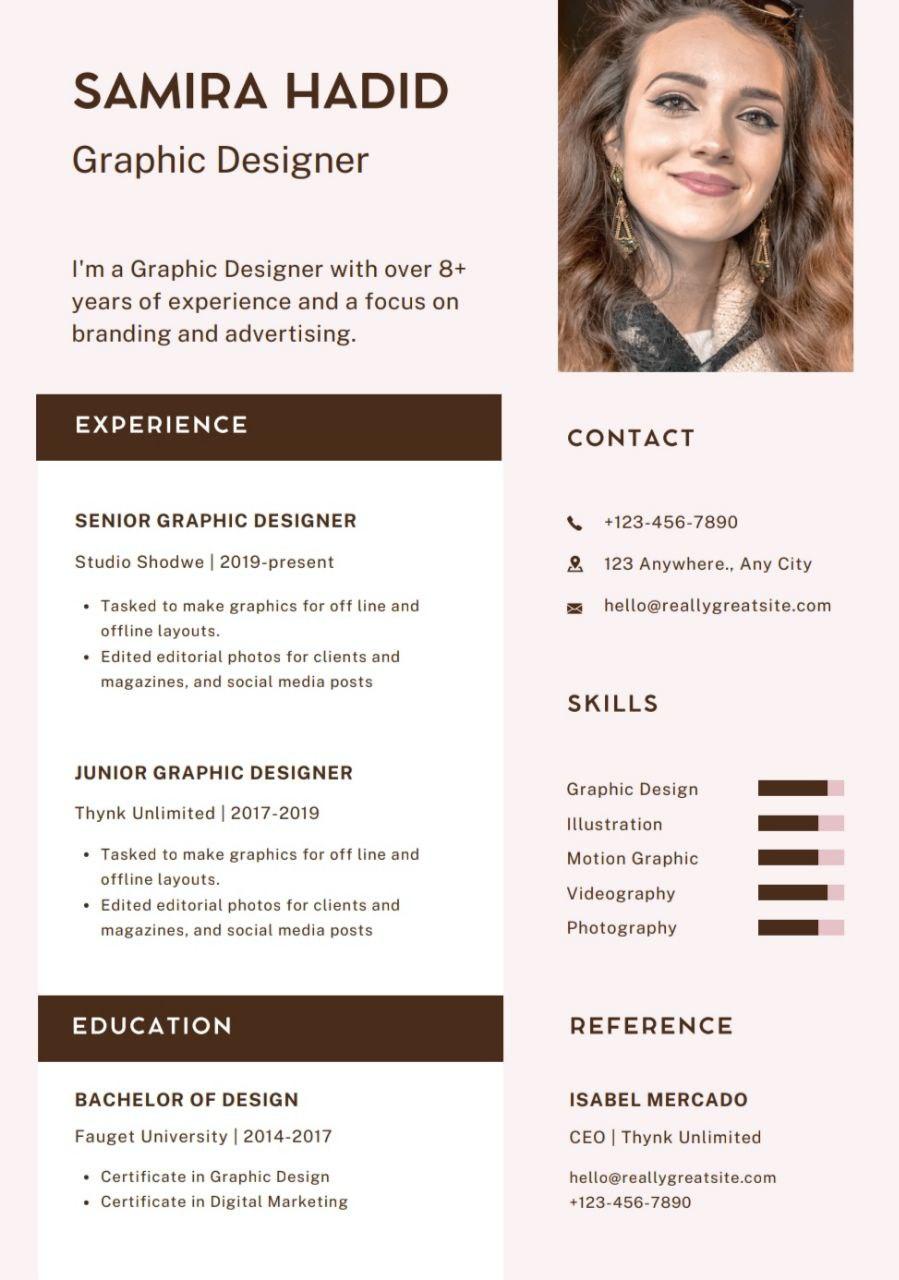 SAMIRA HADID
Graphic Designer
I'm a Graphic Designer with over 8+
years of experience and a focus on
branding and advertising.
EXPERIENCE
SENIOR GRAPHIC DESIGNER
Studio Shodwe | 2019-present
• Tasked to make graphics for off line and
offline layouts.
• Edited editorial photos for clients and
magazines, and social media posts
JUNIOR GRAPHIC DESIGNER
Thynk Unlimited | 2017-2019
• Tasked to make graphics for off line and
offline layouts.
• Edited editorial photos for clients and
magazines, and social media posts
EDUCATION
BACHELOR OF DESIGN
Fauget University | 2014-2017
• Certificate in Graphic Design
• Certificate in Digital Marketing
CONTACT
+123-456-7890
123 Anywhere., Any City
hello@reallygreatsite.com
SKILLS
Graphic Design
Illustration
Motion Graphic
Videography
Photography
REFERENCE
ISABEL MERCADO
CEO | Thynk Unlimited
hello@reallygreatsite.com
+123-456-7890